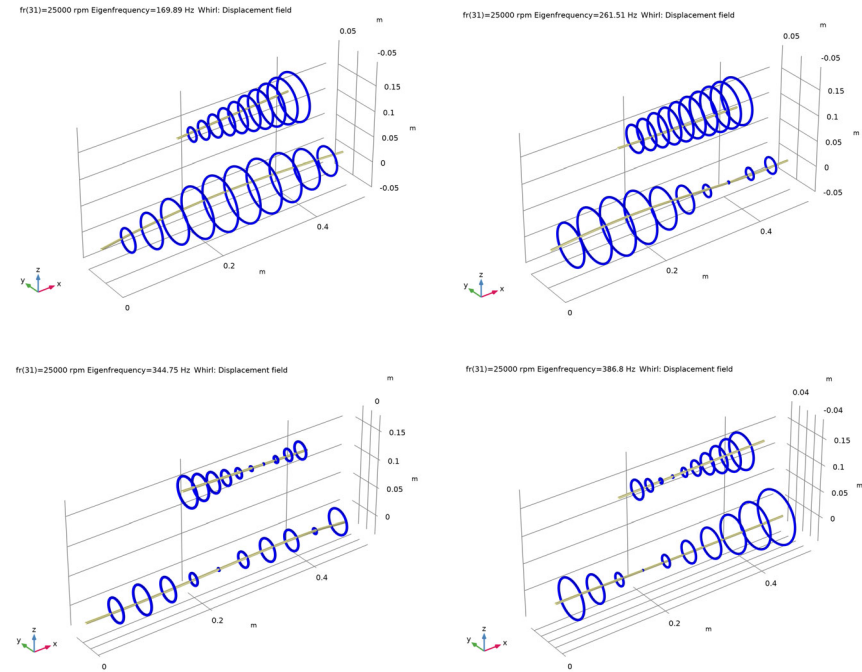 fr(31)=25000 rpm Eigenfrequency=169.89 Hz Whirl: Displacement field
m
0.05
-0.05
0.15
0.1
0.05
m
0
-0.05
0.4
0.2
m
0
y z x
fr(31)=25000 rpm Eigenfrequency=261.51 Hz Whirl: Displacement field
m
0.05
-0.05
0.15
0.1
0.05
m
0
-0.05
0.4
0.2
m
0
y z x
fr(31)=25000 rpm Eigenfrequency=344.75 Hz Whirl: Displacement field
m
0
0.15
0.1
m
0.05
0
0.4
0.2
m
0
y z x
fr(31)=25000 rpm Eigenfrequency=386.8 Hz Whirl: Displacement field
m
0.04
-0.04
0.15
0.1
m
0.05
0
0.4
0.2
m
0
y z x